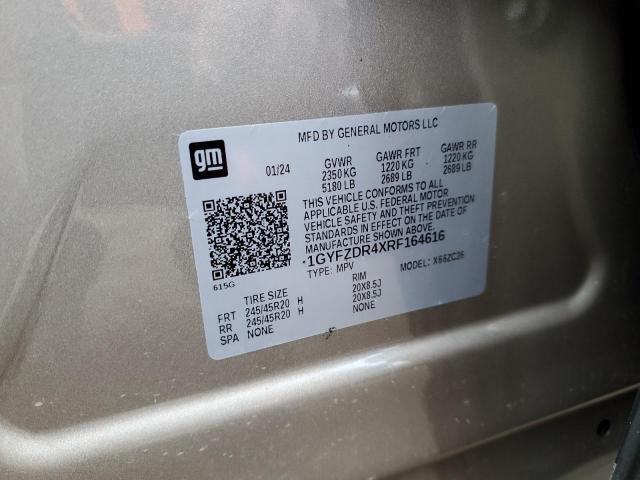 MFD BY GENERAL MOTORS LLC
gm
01/24 GVWR GAWR FRT GAWR RR
2350 KG 1220 KG 1220 KG
5180 LB 2689 LB 2689 LB
THIS VEHICLE CONFORMS TO ALL
APPLICABLE U.S. FEDERAL MOTOR
VEHICLE SAFETY AND THEFT PREVENTION
STANDARDS IN EFFECT ON THE DATE OF
MANUFACTURE SHOWN ABOVE.
1GYFZDR4XRF164616
615G
TYPE: MPV MODEL: X66ZC26
TIRE SIZE RIM
FRT 245/45R20 H 20X8.5J
RR 245/45R20 H 20X8.5J
SPA NONE NONE